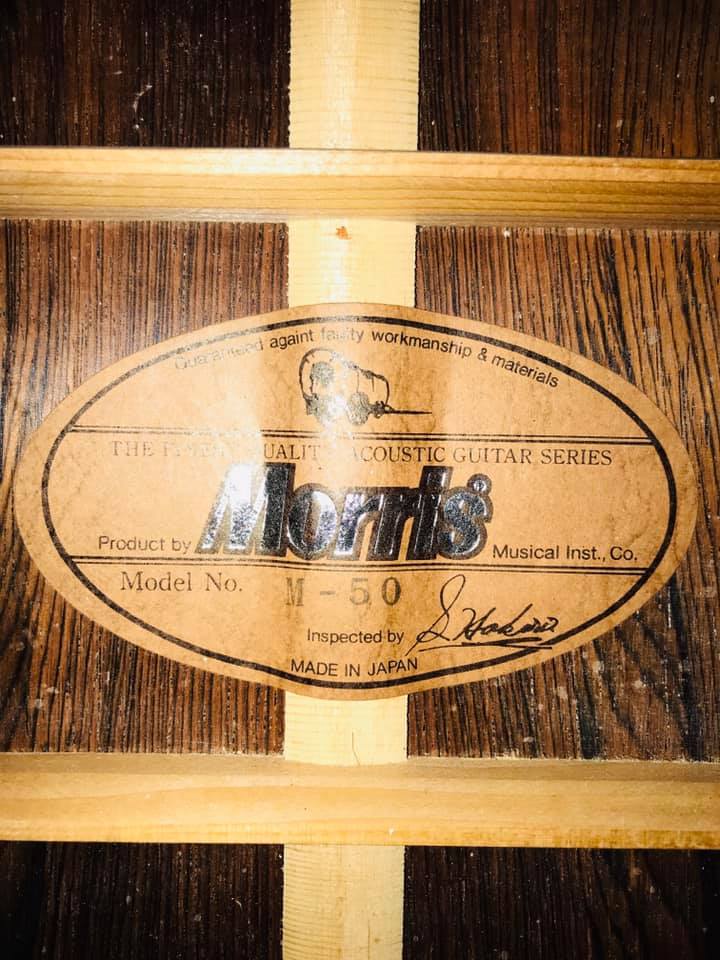 Guaranteed againt faulty workmanship & materials
THE ACOUSTIC GUITAR SERIES
Product by Morris® Musical Inst., Co.
Model No. M-50
Inspected by
MADE IN JAPAN